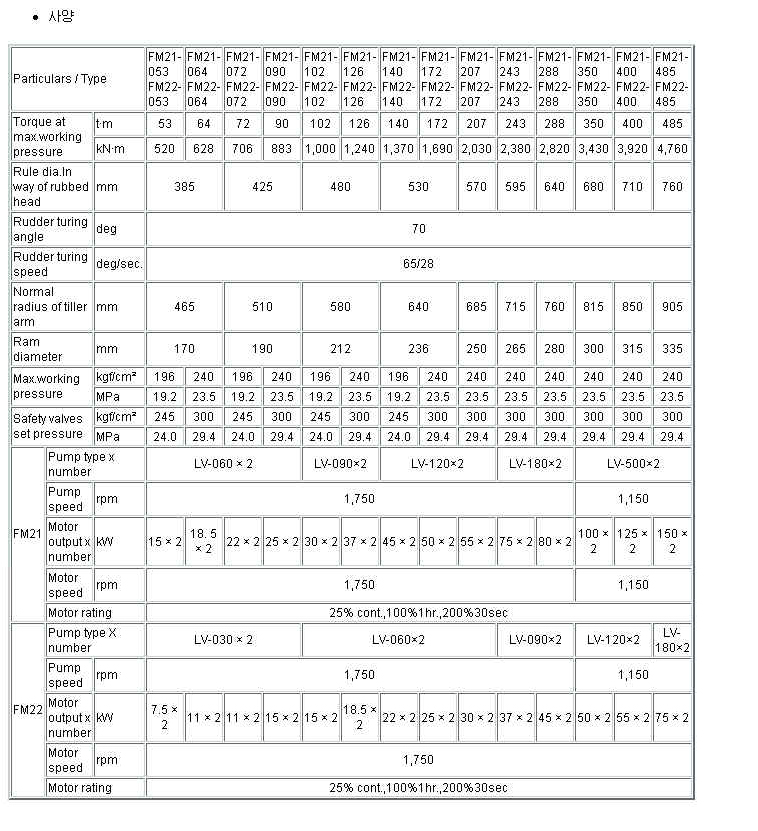 사양
Particulars / Type FM21-053 FM22-053 FM21-064 FM22-064 FM21-072 FM22-072 FM21-090 FM22-090 FM21-102 FM22-102 FM21-126 FM22-126 FM21-140 FM22-140 FM21-172 FM22-172 FM21-207 FM22-207 FM21-243 FM22-243 FM21-288 FM22-288 FM21-350 FM22-350 FM21-400 FM22-400 FM21-485 FM22-485
Torque at max.working pressure t·m 53 64 72 90 102 126 140 172 207 243 288 350 400 485
kN·m 520 628 706 883 1,000 1,240 1,370 1,690 2,030 2,380 2,820 3,430 3,920 4,760
Rule dia.In way of rubbed head mm 385 425 480 530 570 595 640 680 710 760
Rudder turing angle deg 70
Rudder turing speed deg/sec. 65/28
Normal radius of tiller arm mm 465 510 580 640 685 715 760 815 850 905
Ram diameter mm 170 190 212 236 250 265 280 300 315 335
Max.working pressure kgf/cm² 196 240 196 240 196 240 196 240 240 240 240 240 240 240
MPa 19.2 23.5 19.2 23.5 19.2 23.5 19.2 23.5 23.5 23.5 23.5 23.5 23.5 23.5
Safety valves set pressure kgf/cm² 245 300 245 300 245 300 245 300 300 300 300 300 300 300
MPa 24.0 29.4 24.0 29.4 24.0 29.4 24.0 29.4 29.4 29.4 29.4 29.4 29.4 29.4
FM21 Pump type x number LV-060 × 2 LV-090×2 LV-120×2 LV-180×2 LV-500×2
Pump speed rpm 1,750 1,150
Motor output x number kW 15 × 2 18. 5 × 2 22 × 2 25 × 2 30 × 2 37 × 2 45 × 2 50 × 2 55 × 2 75 × 2 80 × 2 100 × 2 125 × 2 150 × 2
Motor speed rpm 1,750 1,150
Motor rating 25% cont.,100%1hr.,200%30sec
FM22 Pump type X number LV-030 × 2 LV-060×2 LV-090×2 LV-120×2 LV-180×2
Pump speed rpm 1,750 1,150
Motor output x number kW 7.5 × 2 11 × 2 11 × 2 15 × 2 15 × 2 18.5 × 2 22 × 2 25 × 2 30 × 2 37 × 2 45 × 2 50 × 2 55 × 2 75 × 2
Motor speed rpm 1,750
Motor rating 25% cont.,100%1hr.,200%30sec